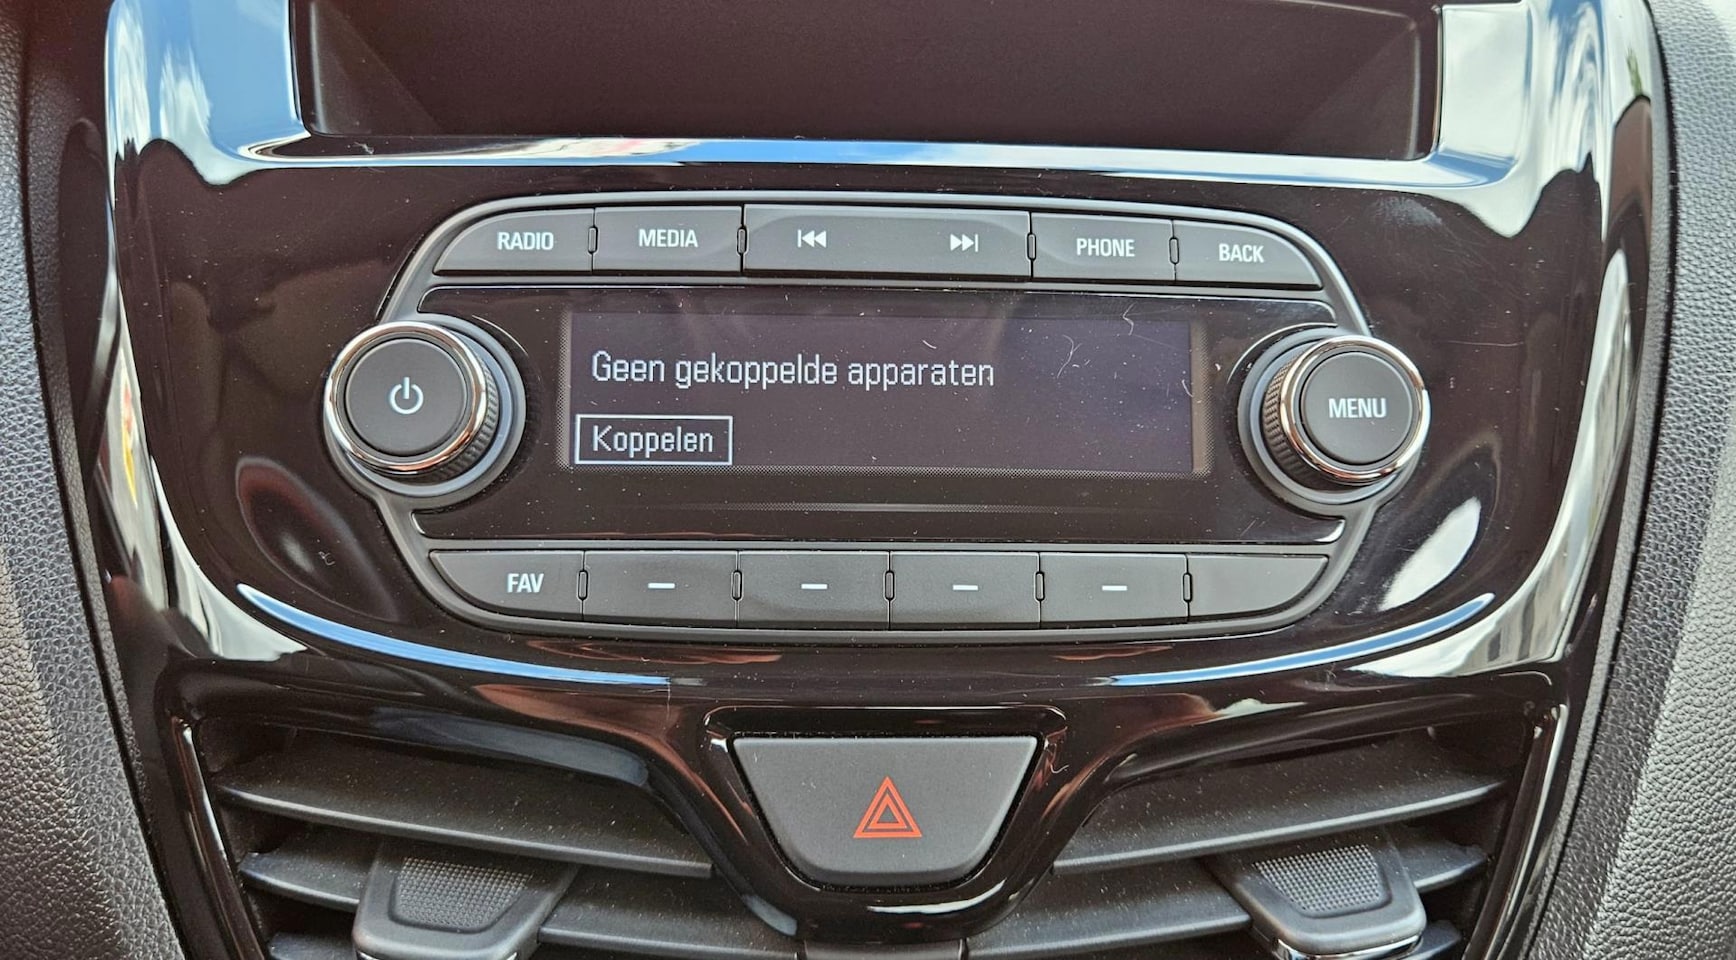 RADIO MEDIA PHONE BACK
Geen gekoppelde apparaten
MENU
Koppelen
FAV